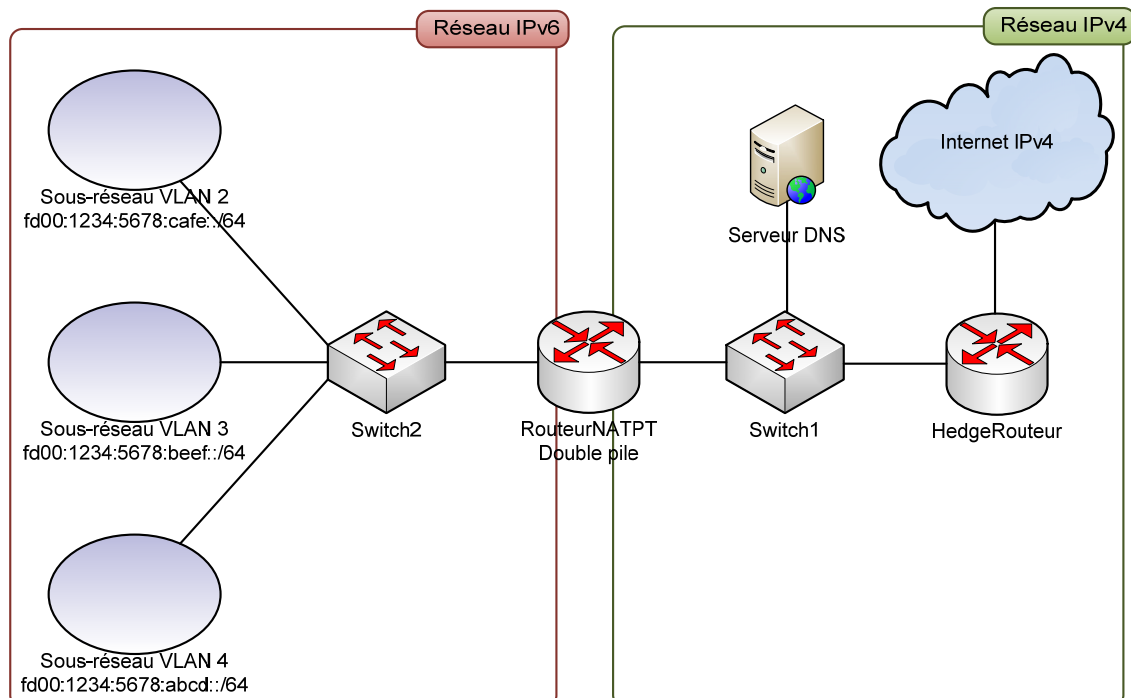 Réseau IPv6
Réseau IPv4
Internet IPv4
Sous-réseau VLAN 2
fd00:1234:5678:cafe::/64
Serveur DNS
Sous-réseau VLAN 3
fd00:1234:5678:beef::/64
Switch2
RouteurNATPT
Double pile
Switch1
HedgeRouteur
Sous-réseau VLAN 4
fd00:1234:5678:abcd::/64